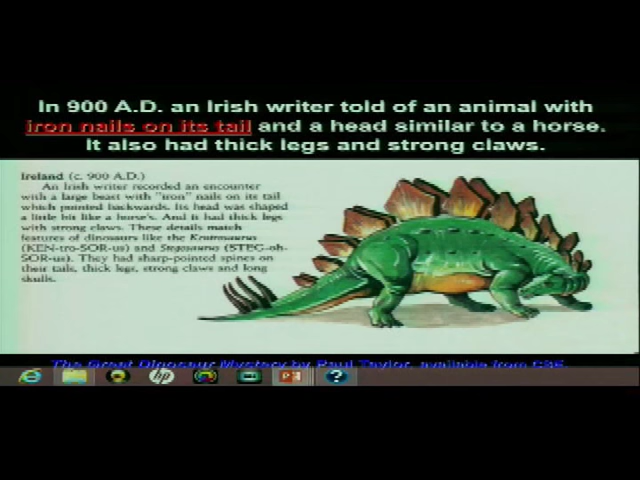 In 900 A.D. an Irish writer told of an animal with
iron nails on its tail and a head similar to a horse.
It also had thick legs and strong claws.
Ireland (c. 900 A.D.)
An Irish writer recorded an encounter
with a large beast with "iron" nails on its tail
which pointed backwards. Its head was shaped
a little bit like a horse's. And it had thick legs
with strong claws. These details match
features of dinosaurs like the Kentrosaurus
(KEN-tro-SOR-us) and Stegosaurus (STEG-oh-
SOR-us). They had sharp-pointed spines on
their tails, thick legs, strong claws and long
skulls.
The Great Dinosaur Mystery by Paul Taylor, available from CSE.
hp
?